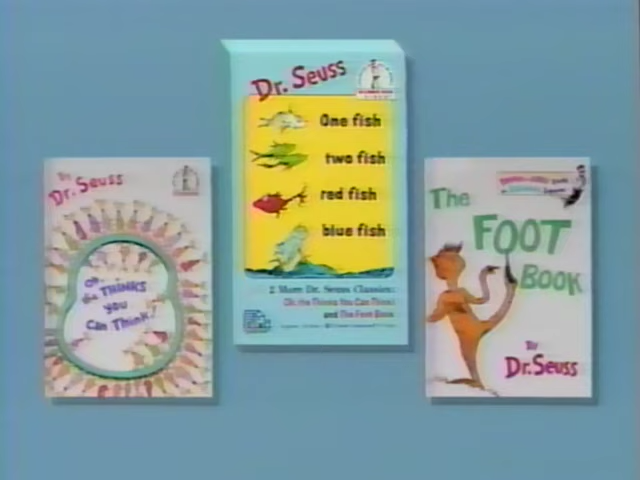 By
Dr. Seuss
Oh,
the THINKS
you
Can Think!
Dr. Seuss
One fish
two fish
red fish
blue fish
2 More Dr. Seuss Classics:
Oh, the Thinks You Can Think!
and The Foot Book
The
FOOT
BOOK
By
Dr. Seuss